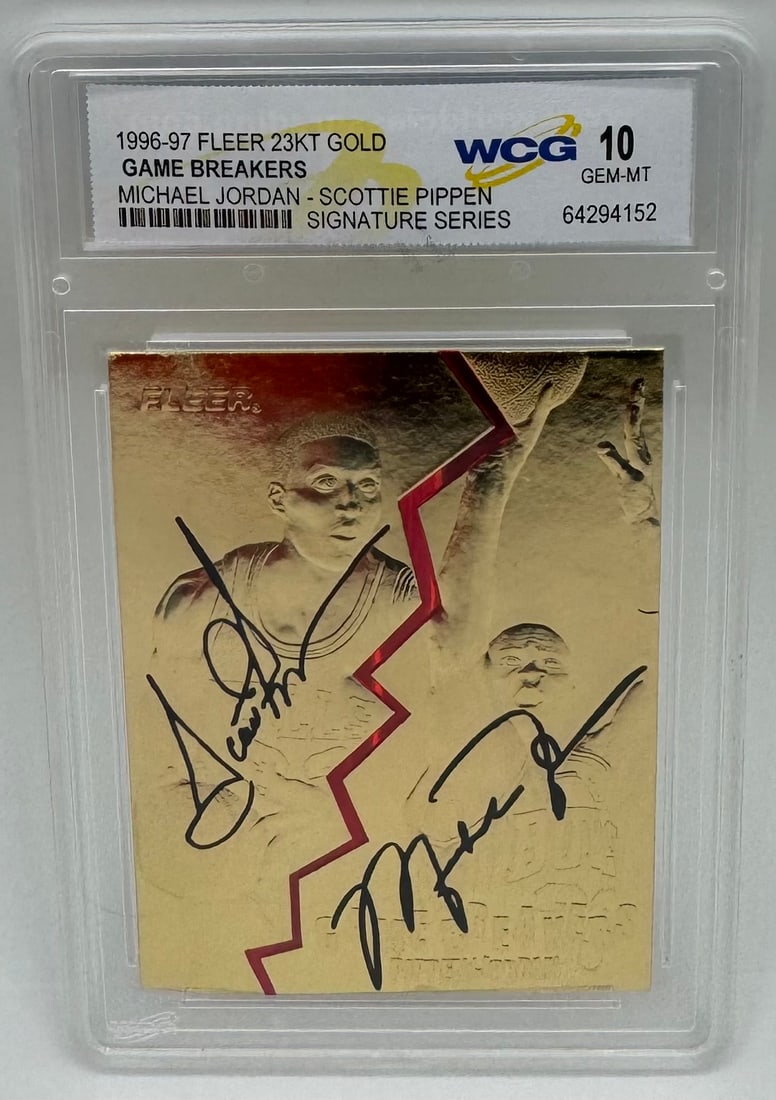 1996-97 FLEER 23KT GOLD
GAME BREAKERS
MICHAEL JORDAN - SCOTTIE PIPPEN
SIGNATURE SERIES
WCG 10
GEM-MT
64294152
FLEER